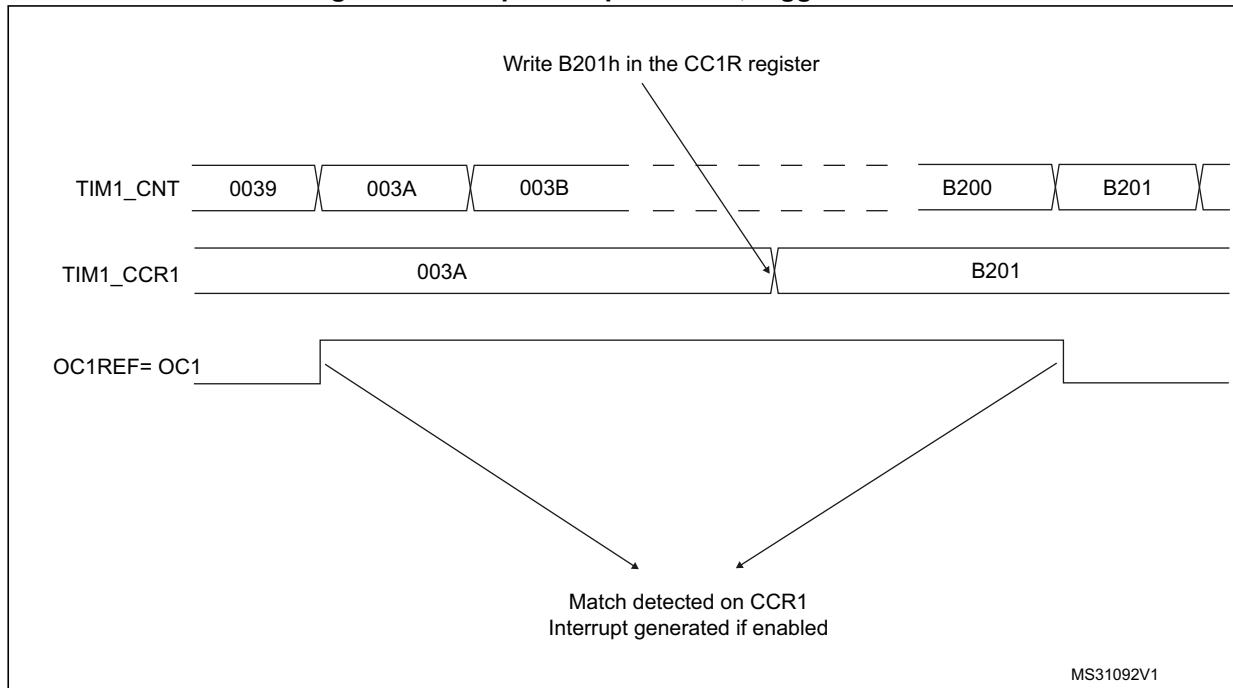 Write B201h in the CC1R register
TIM1_CNT 0039 003A 003B B200 B201
TIM1_CCR1 003A B201
OC1REF= OC1
Match detected on CCR1
Interrupt generated if enabled
MS31092V1